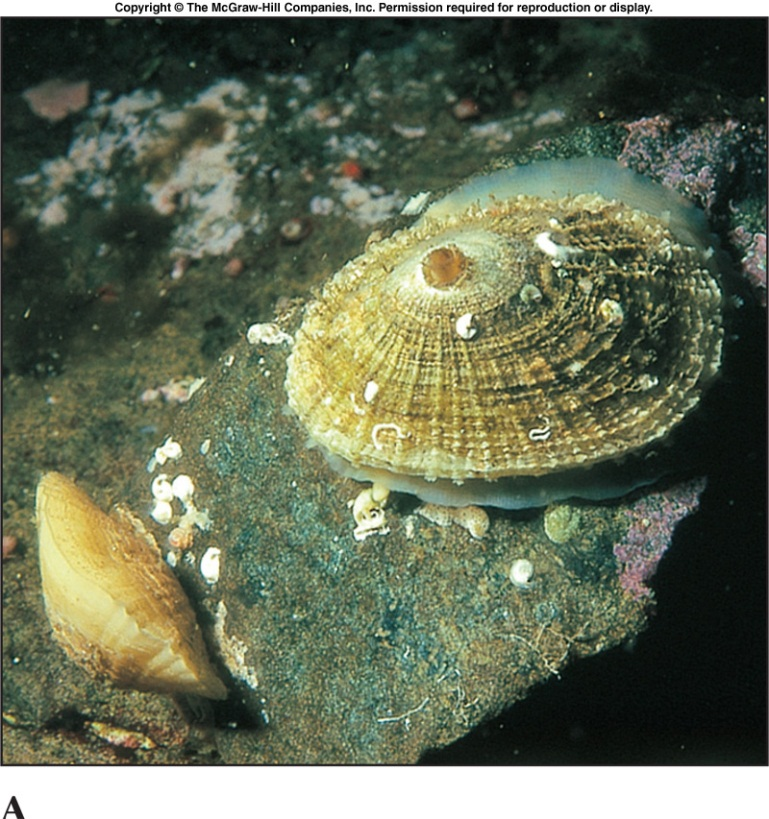 Copyright © The McGraw-Hill Companies, Inc. Permission required for reproduction or display.
A